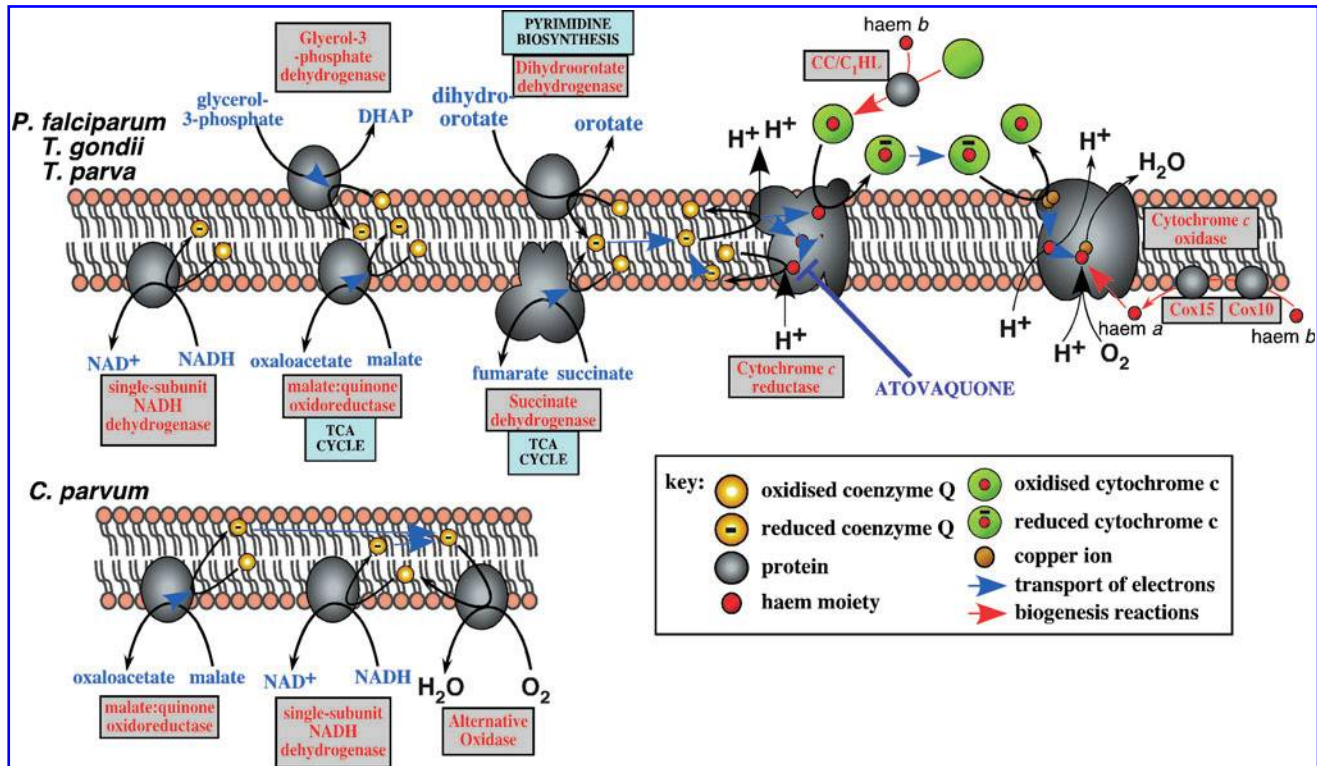 P. falciparum
T. gondii
T. parva
Glyerol-3
-phosphate
dehydrogenase
glycerol-
3-phosphate
DHAP
PYRIMIDINE
BIOSYNTHESIS
Dihydroorotate
dehydrogenase
dihydro-
orotate
orotate
haem b
CC/C1HL
H+ H+
H+
H2O
Cytochrome c
oxidase
NAD+
NADH
single-subunit
NADH
dehydrogenase
oxaloacetate malate
malate:quinone
oxidoreductase
TCA
CYCLE
fumarate succinate
Succinate
dehydrogenase
TCA
CYCLE
H+
Cytochrome c
reductase
ATOVAQUONE
H+
H+
O2
haem a
Cox15
Cox10
haem b
C. parvum
oxaloacetate malate
malate:quinone
oxidoreductase
NAD+
NADH
single-subunit
NADH
dehydrogenase
H2O
O2
Alternative
Oxidase
key:
oxidised coenzyme Q
reduced coenzyme Q
protein
haem moiety
oxidised cytochrome c
reduced cytochrome c
copper ion
transport of electrons
biogenesis reactions